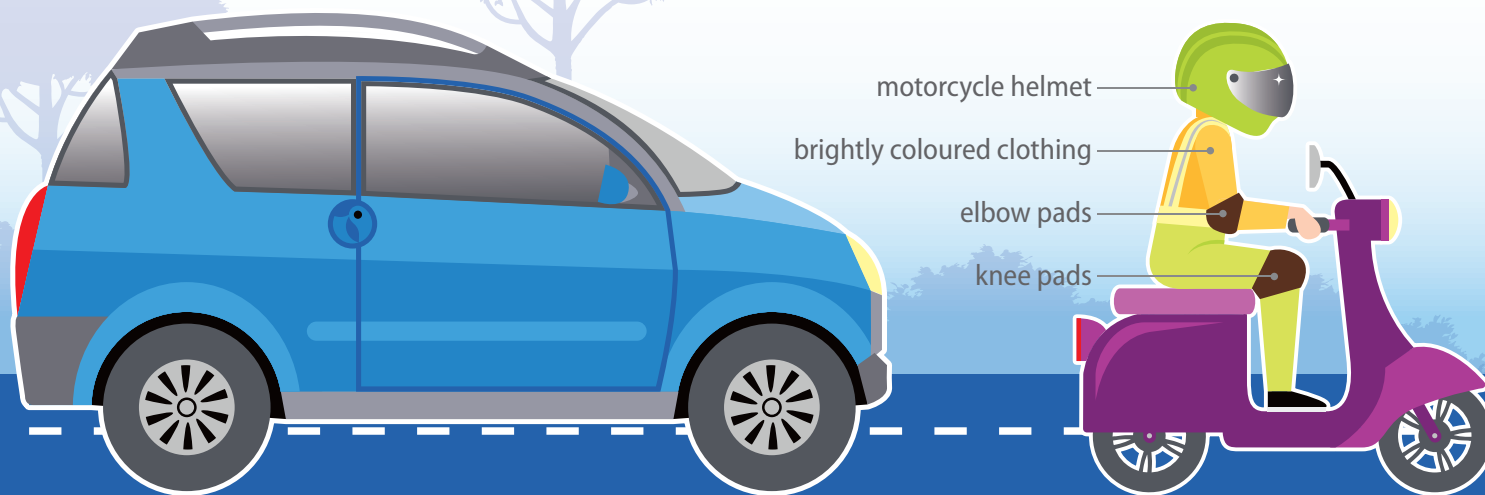 motorcycle helmet
brightly coloured clothing
elbow pads
knee pads